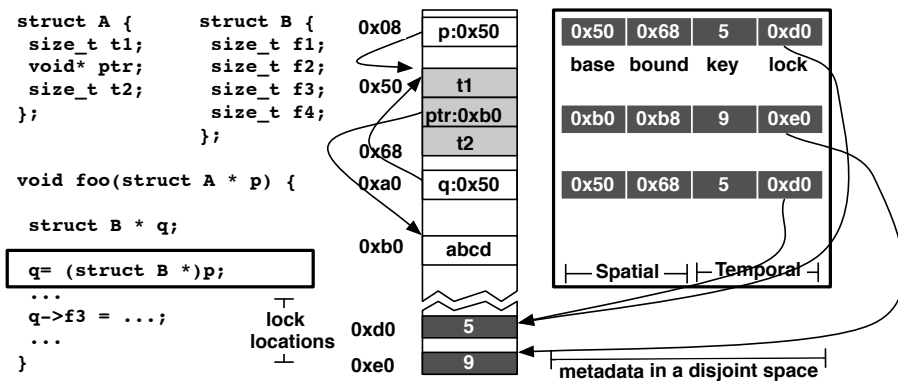 struct A {
size_t t1;
void* ptr;
size_t t2;
};
struct B {
size_t f1;
size_t f2;
size_t f3;
size_t f4;
};
void foo(struct A * p) {
struct B * q;
q= (struct B *)p;
...
q->f3 = ...;
...
}
lock
locations
0x08
p:0x50
0x50
t1
ptr:0xb0
t2
0x68
0xa0
q:0x50
0xb0
abcd
0xd0
5
0xe0
9
0x50 0x68 5 0xd0
base bound key lock
0xb0 0xb8 9 0xe0
0x50 0x68 5 0xd0
Spatial Temporal
metadata in a disjoint space